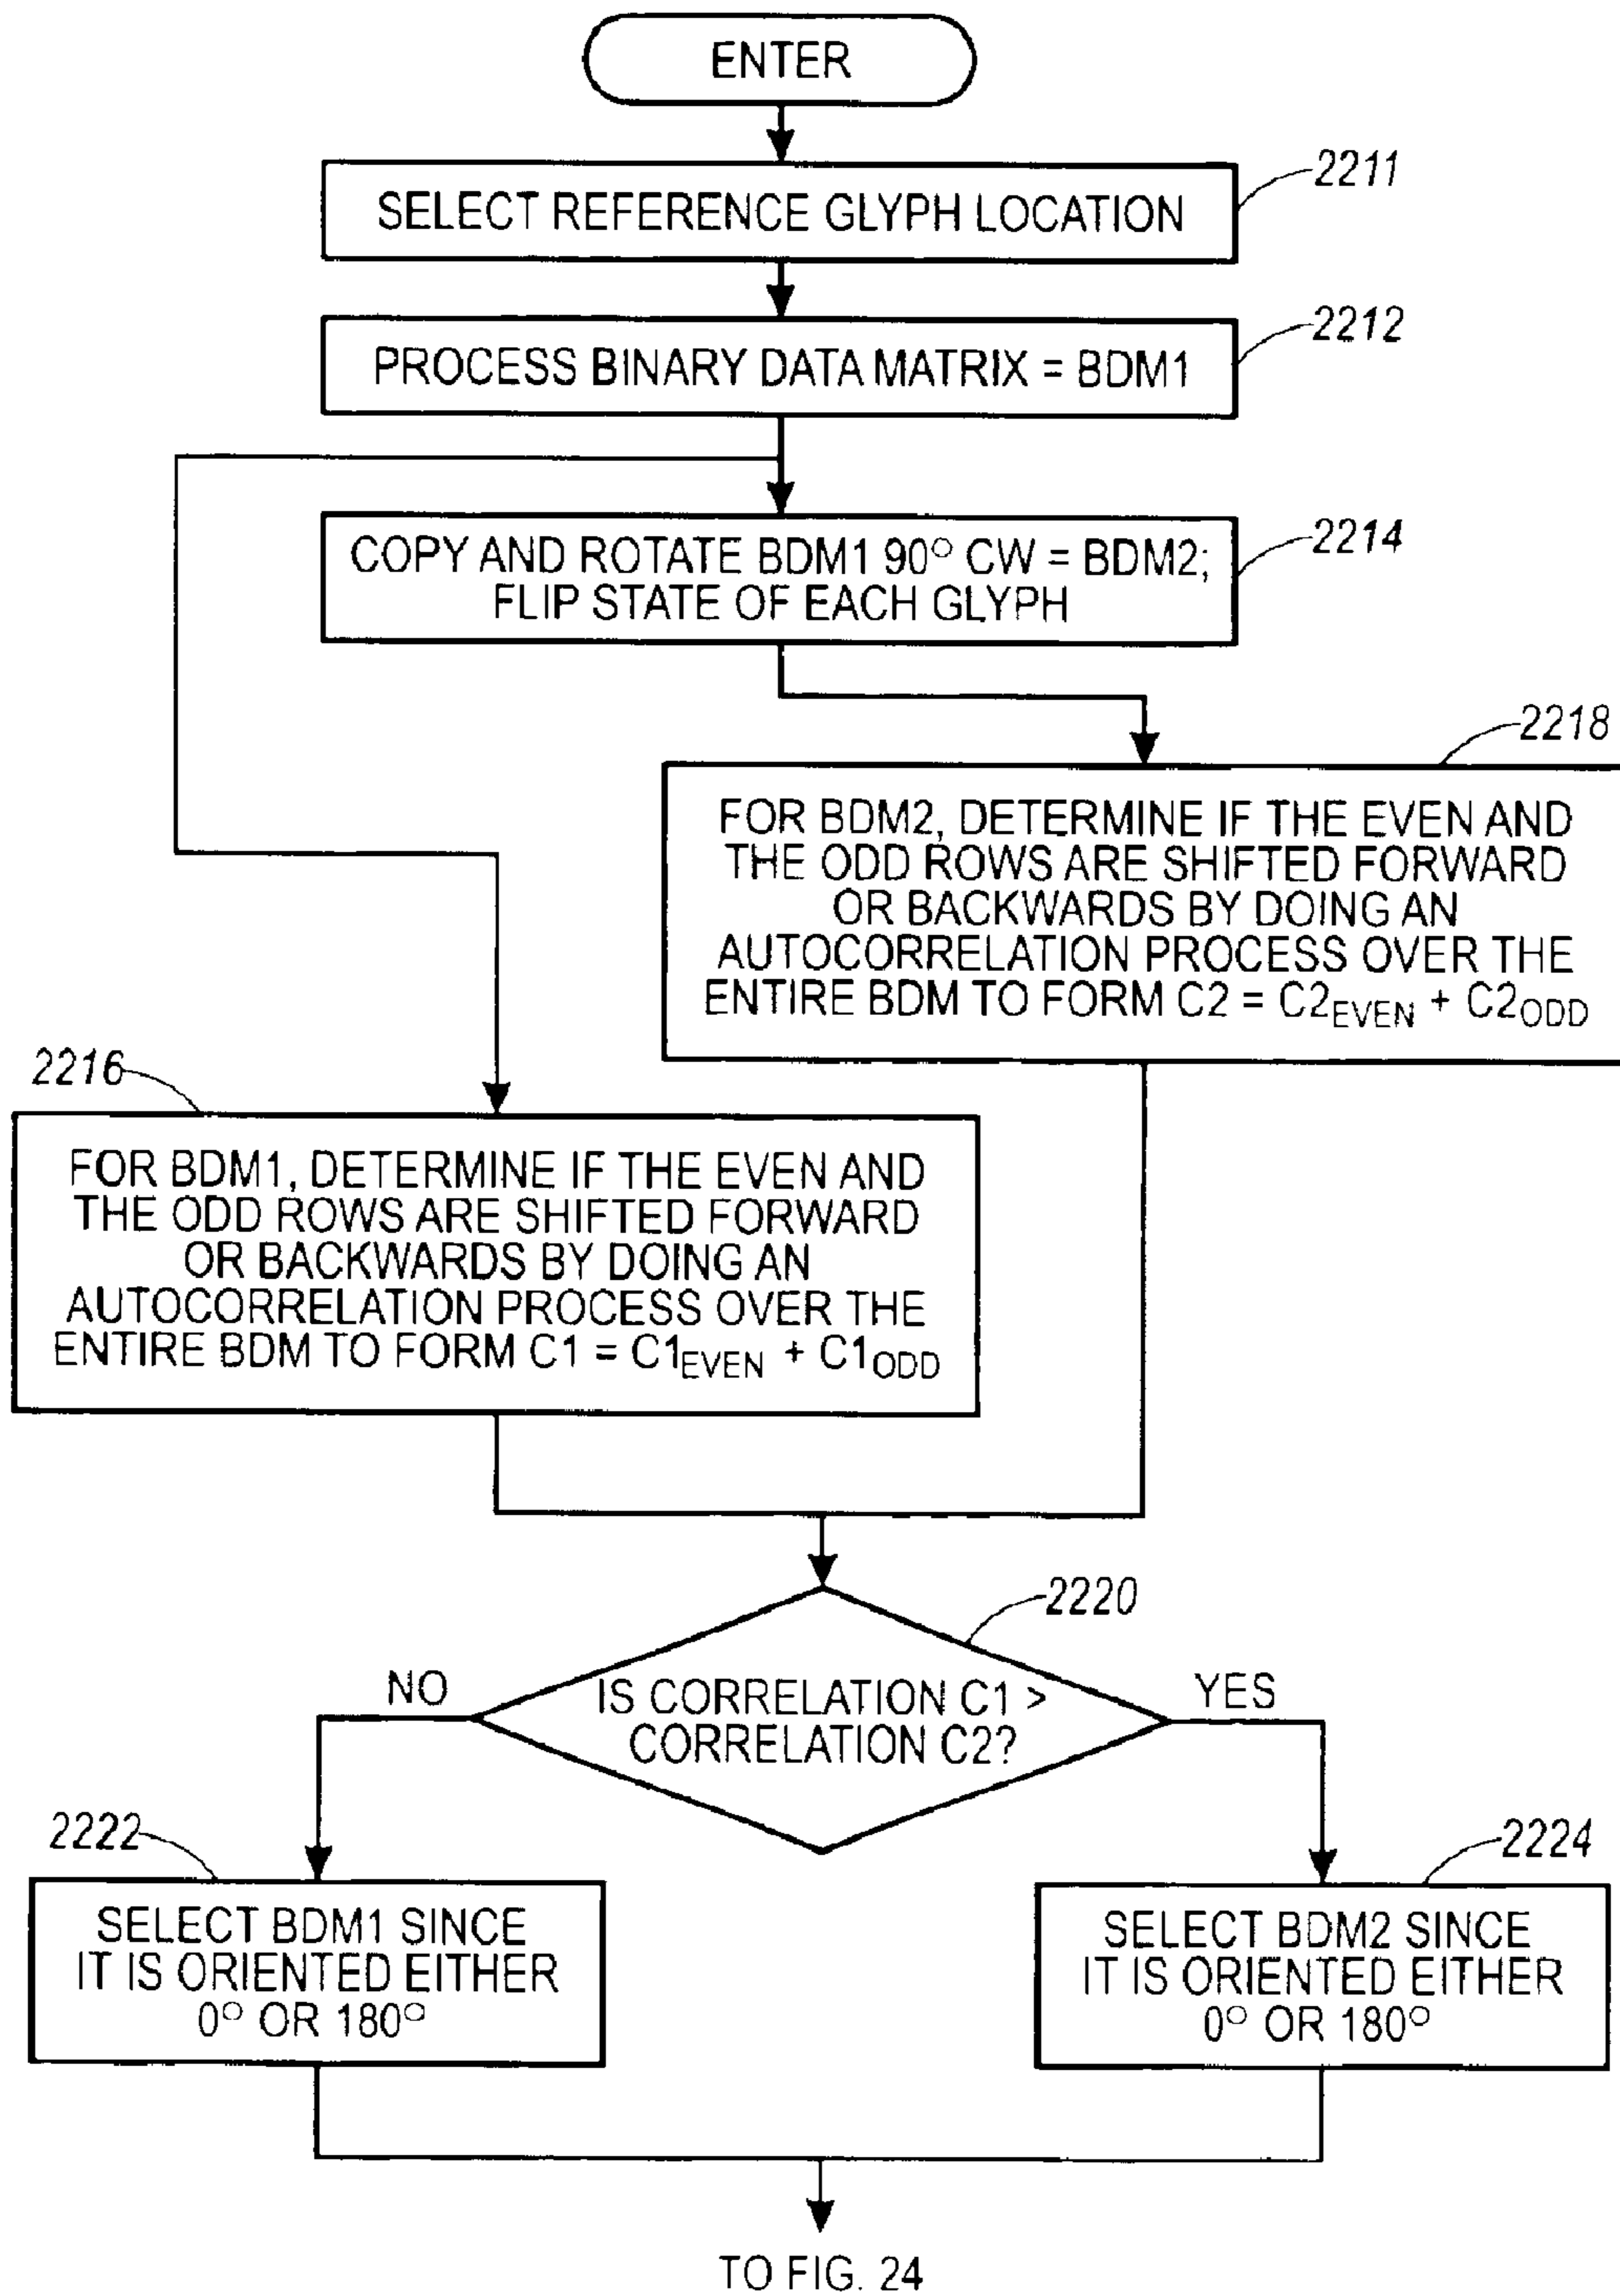 ENTER
2211
SELECT REFERENCE GLYPH LOCATION
2212
PROCESS BINARY DATA MATRIX = BDM1
2214
COPY AND ROTATE BDM1 90° CW = BDM2;
FLIP STATE OF EACH GLYPH
2218
FOR BDM2, DETERMINE IF THE EVEN AND
THE ODD ROWS ARE SHIFTED FORWARD
OR BACKWARDS BY DOING AN
AUTOCORRELATION PROCESS OVER THE
ENTIRE BDM TO FORM C2 = C2EVEN + C2ODD
2216
FOR BDM1, DETERMINE IF THE EVEN AND
THE ODD ROWS ARE SHIFTED FORWARD
OR BACKWARDS BY DOING AN
AUTOCORRELATION PROCESS OVER THE
ENTIRE BDM TO FORM C1 = C1EVEN + C1ODD
2220
IS CORRELATION C1 >
CORRELATION C2?
NO
YES
2222
SELECT BDM1 SINCE
IT IS ORIENTED EITHER
0° OR 180°
2224
SELECT BDM2 SINCE
IT IS ORIENTED EITHER
0° OR 180°
TO FIG. 24